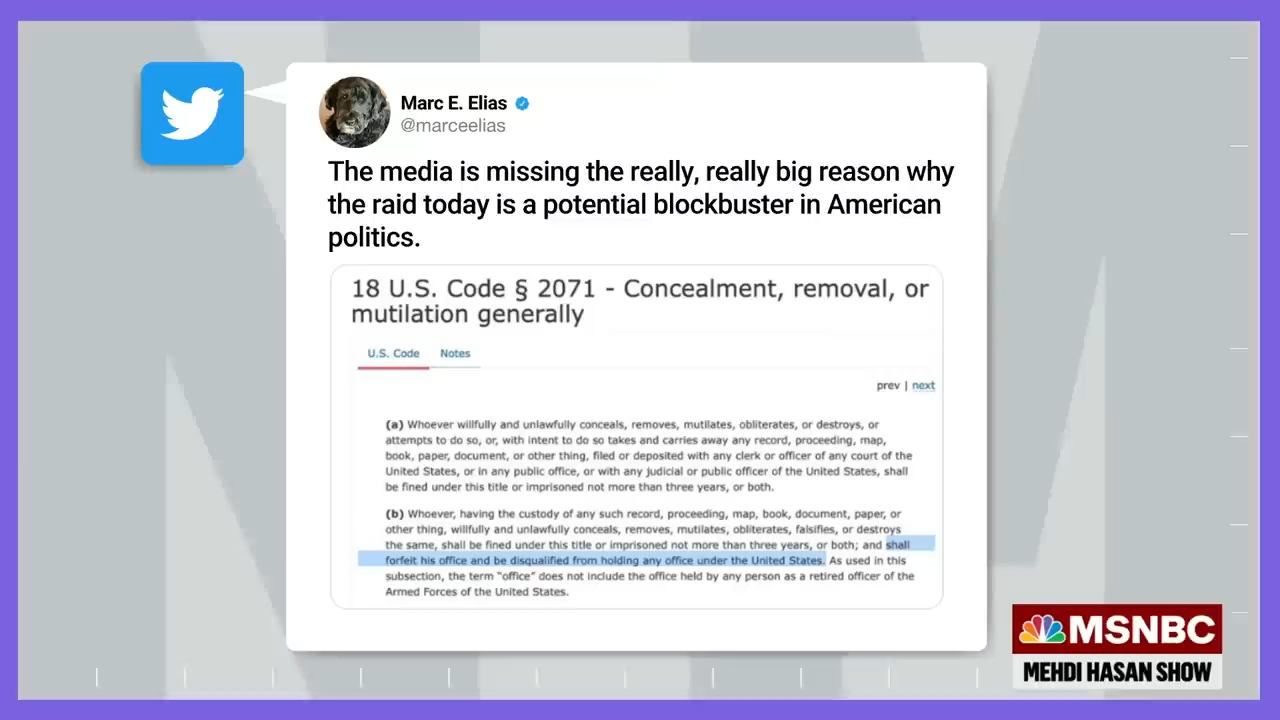 Marc E. Elias
@marceelias
The media is missing the really, really big reason why
the raid today is a potential blockbuster in American
politics.
18 U.S. Code § 2071 - Concealment, removal, or
mutilation generally
U.S. Code Notes
prev | next
(a) Whoever willfully and unlawfully conceals, removes, mutilates, obliterates, or destroys, or
attempts to do so, or, with intent to do so takes and carries away any record, proceeding, map,
book, paper, document, or other thing, filed or deposited with any clerk or officer of any court of the
United States, or in any public office, or with any judicial or public officer of the United States, shall
be fined under this title or imprisoned not more than three years, or both.
(b) Whoever, having the custody of any such record, proceeding, map, book, document, paper, or
other thing, willfully and unlawfully conceals, removes, mutilates, obliterates, falsifies, or destroys
the same, shall be fined under this title or imprisoned not more than three years, or both; and shall
forfeit his office and be disqualified from holding any office under the United States. As used in this
subsection, the term "office" does not include the office held by any person as a retired officer of the
Armed Forces of the United States.
MSNBC
MEHDI HASAN SHOW